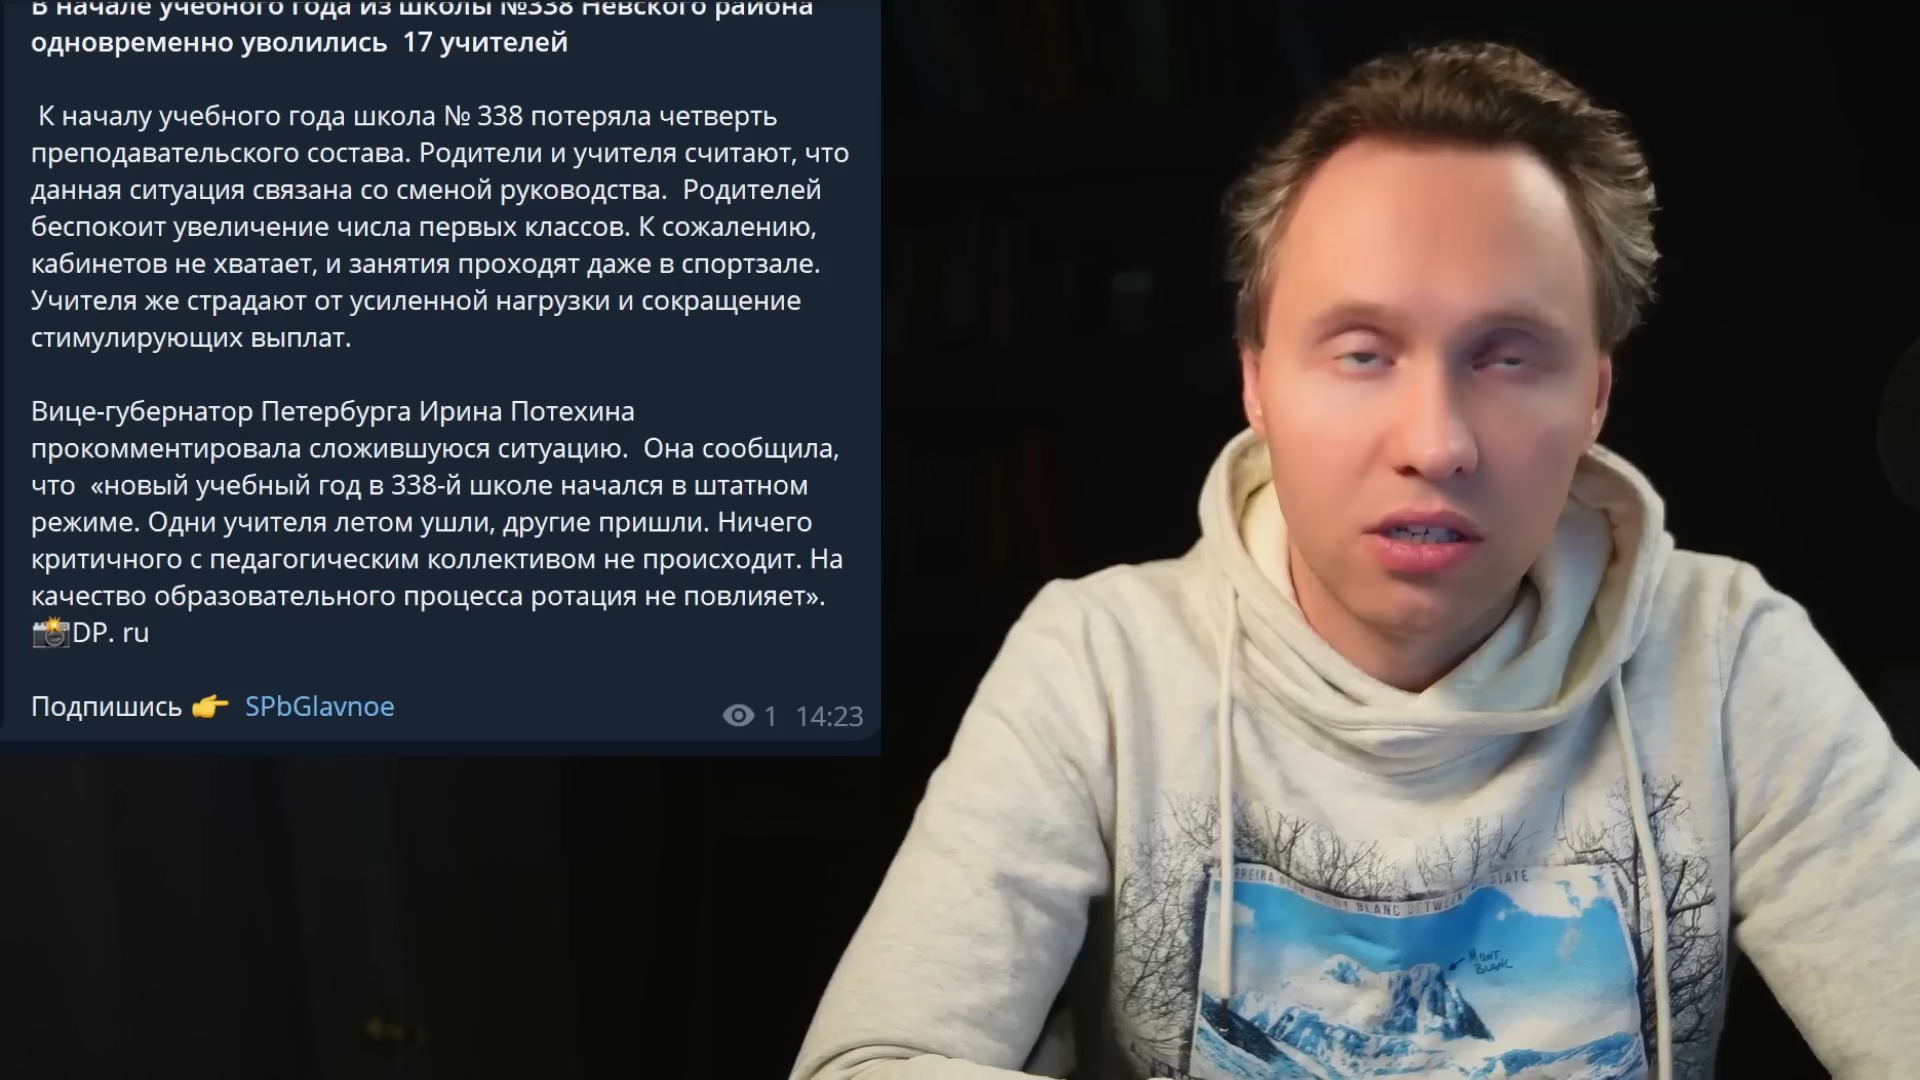 В начале учебного года из школы №338 Невского района
одновременно уволились 17 учителей
К началу учебного года школа № 338 потеряла четверть
преподавательского состава. Родители и учителя считают, что
данная ситуация связана со сменой руководства. Родителей
беспокоит увеличение числа первых классов. К сожалению,
кабинетов не хватает, и занятия проходят даже в спортзале.
Учителя же страдают от усиленной нагрузки и сокращение
стимулирующих выплат.
Вице-губернатор Петербурга Ирина Потехина
прокомментировала сложившуюся ситуацию. Она сообщила,
что «новый учебный год в 338-й школе начался в штатном
режиме. Одни учителя летом ушли, другие пришли. Ничего
критичного с педагогическим коллективом не происходит. На
качество образовательного процесса ротация не повлияет».
📸DP. ru
Подпишись 👉 SPbGlavnoe
1 14:23
STATE
BLANC
MONT
BLANC